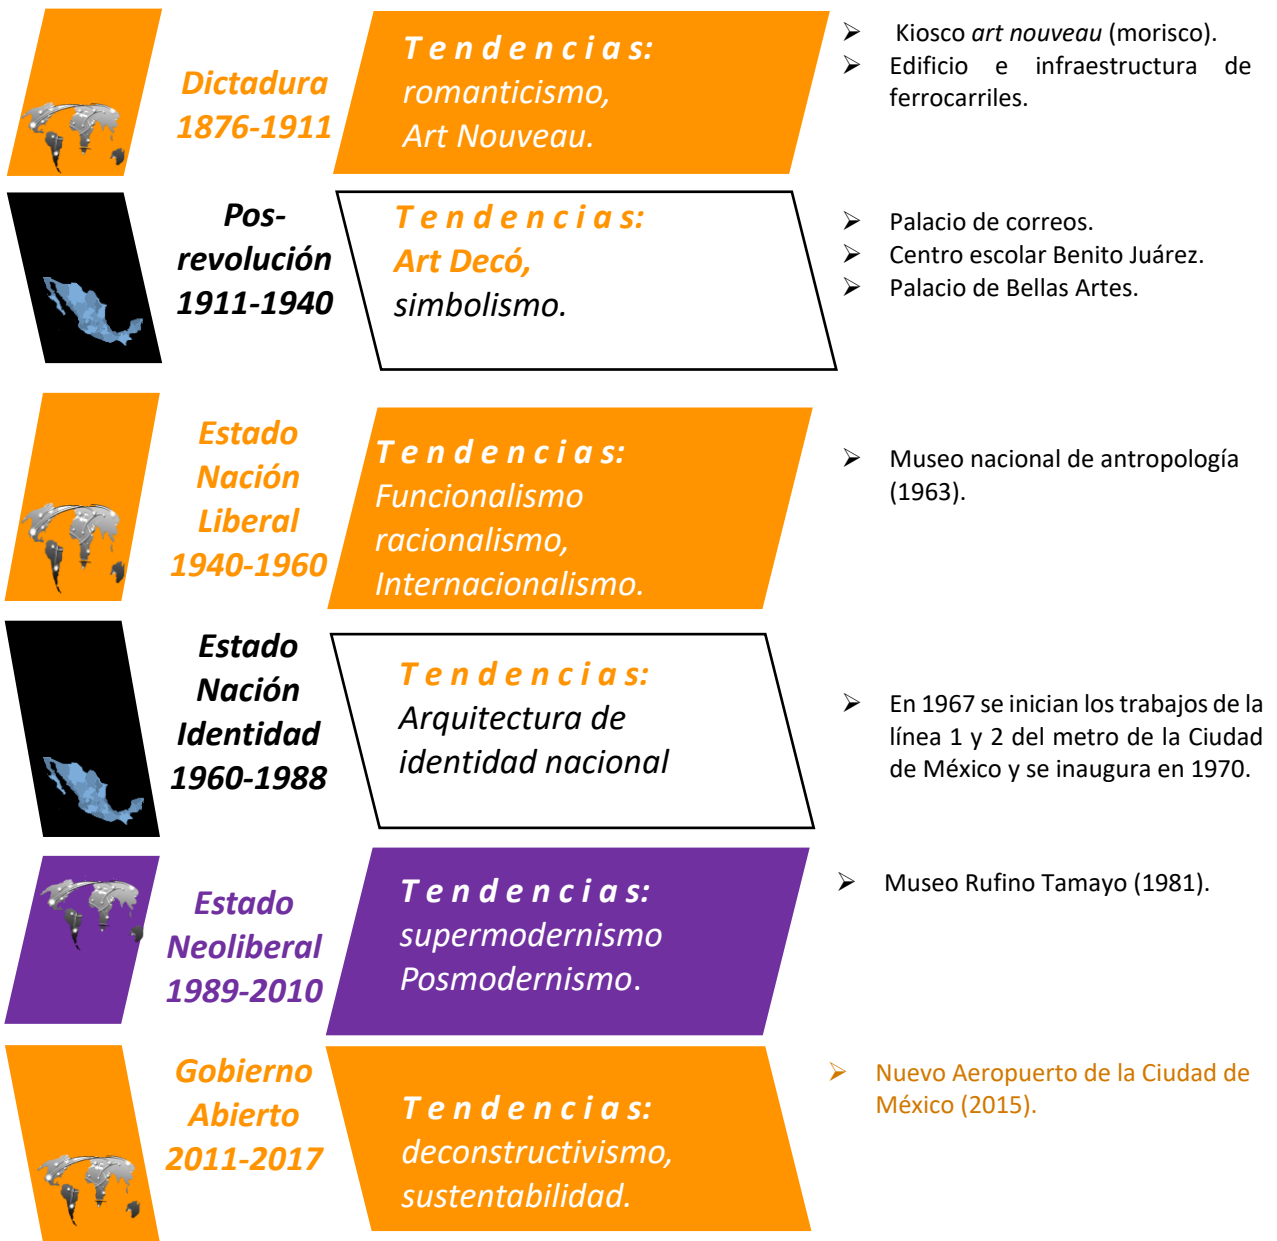 Dictadura
1876-1911
Tendencias:
romanticismo,
Art Nouveau.
Kiosco art nouveau (morisco).
Edificio e infraestructura de
ferrocarriles.
Pos-
revolución
1911-1940
Tendencias:
Art Decó,
simbolismo.
Palacio de correos.
Centro escolar Benito Juárez.
Palacio de Bellas Artes.
Estado
Nación
Liberal
1940-1960
Tendencias:
Funcionalismo
racionalismo,
Internacionalismo.
Museo nacional de antropología
(1963).
Estado
Nación
Identidad
1960-1988
Tendencias:
Arquitectura de
identidad nacional
En 1967 se inician los trabajos de la
línea 1 y 2 del metro de la Ciudad
de México y se inaugura en 1970.
Estado
Neoliberal
1989-2010
Tendencias:
supermodernismo
Posmodernismo.
Museo Rufino Tamayo (1981).
Gobierno
Abierto
2011-2017
Tendencias:
deconstructivismo,
sustentabilidad.
Nuevo Aeropuerto de la Ciudad de
México (2015).